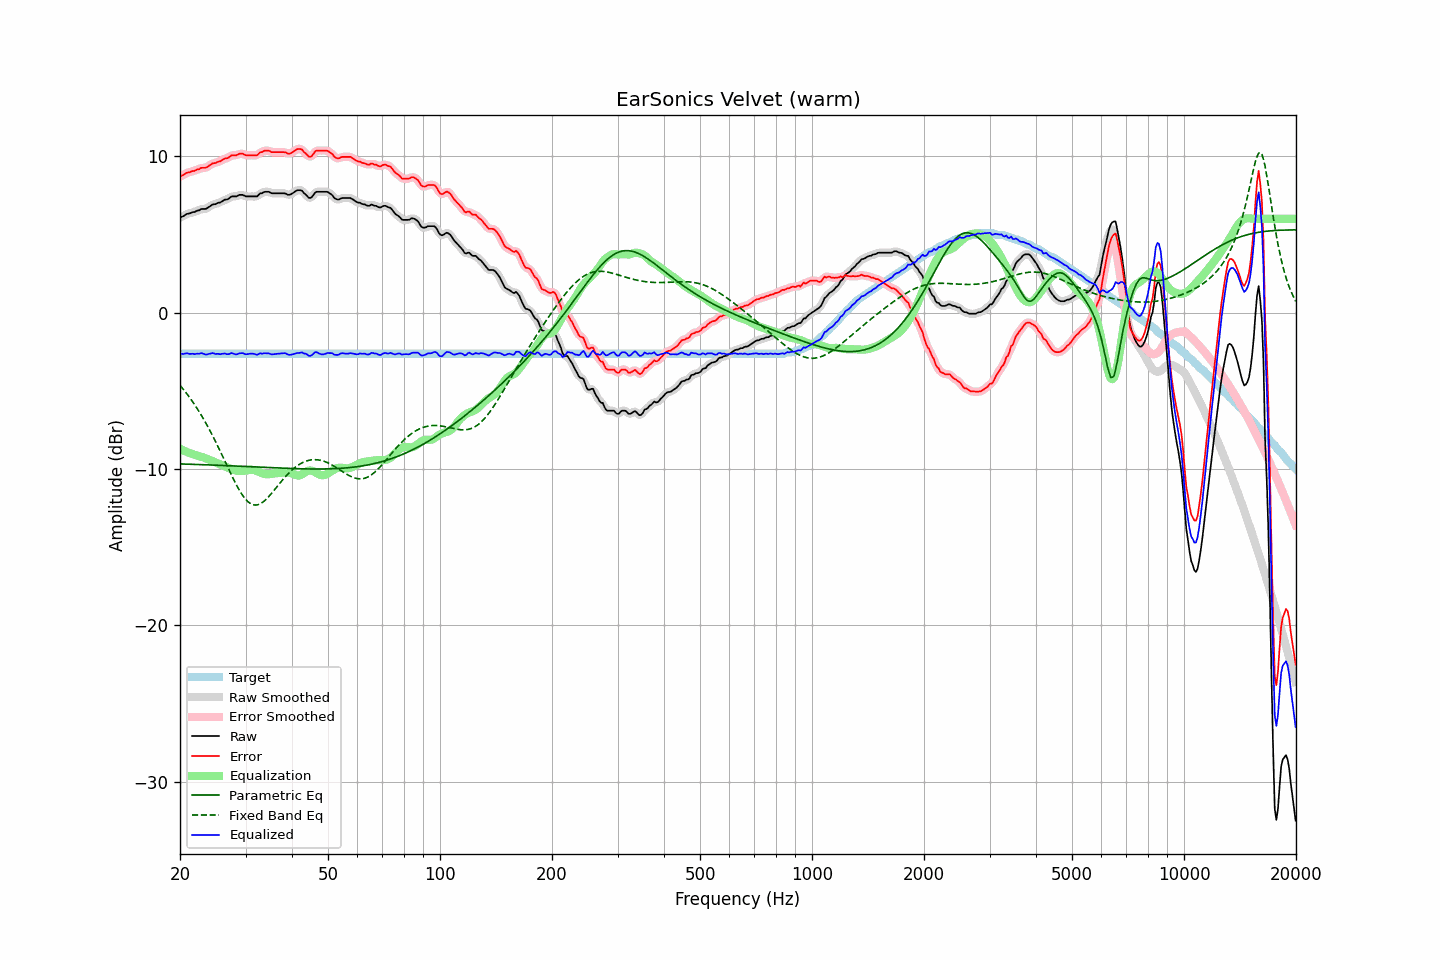 EarSonics Velvet (warm)
10
0
−10
−20
−30
Amplitude (dBr)
Target
Raw Smoothed
Error Smoothed
Raw
Error
Equalization
Parametric Eq
Fixed Band Eq
Equalized
20 50 100 200 500 1000 2000 5000 10000 20000
Frequency (Hz)